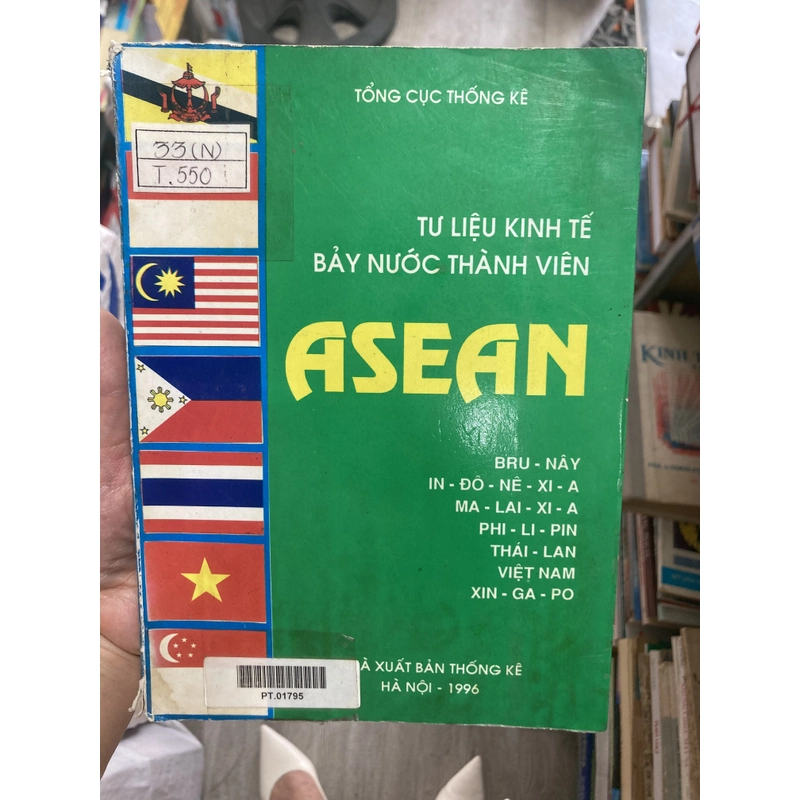 TỔNG CỤC THỐNG KÊ
33(N)
T.550
TƯ LIỆU KINH TẾ
BẢY NƯỚC THÀNH VIÊN
ASEAN
BRU - NÂY
IN - ĐÔ - NÊ - XI - A
MA - LAI - XI - A
PHI - LI - PIN
THÁI - LAN
VIỆT NAM
XIN - GA - PO
À XUẤT BẢN THỐNG KÊ
HÀ NỘI - 1996
PT.01795
KINH